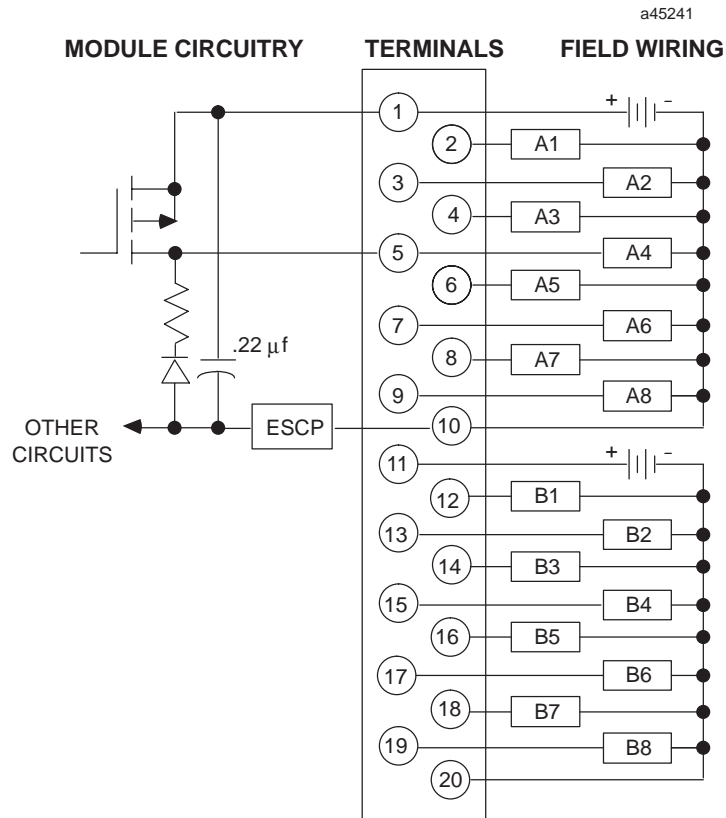 a45241
MODULE CIRCUITRY TERMINALS FIELD WIRING
1 + -
2 A1
3 A2
4 A3
5 A4
6 A5
7 A6
.22 µf
8 A7
9 A8
OTHER CIRCUITS
ESCP 10
11 + -
12 B1
13 B2
14 B3
15 B4
16 B5
17 B6
18 B7
19 B8
20